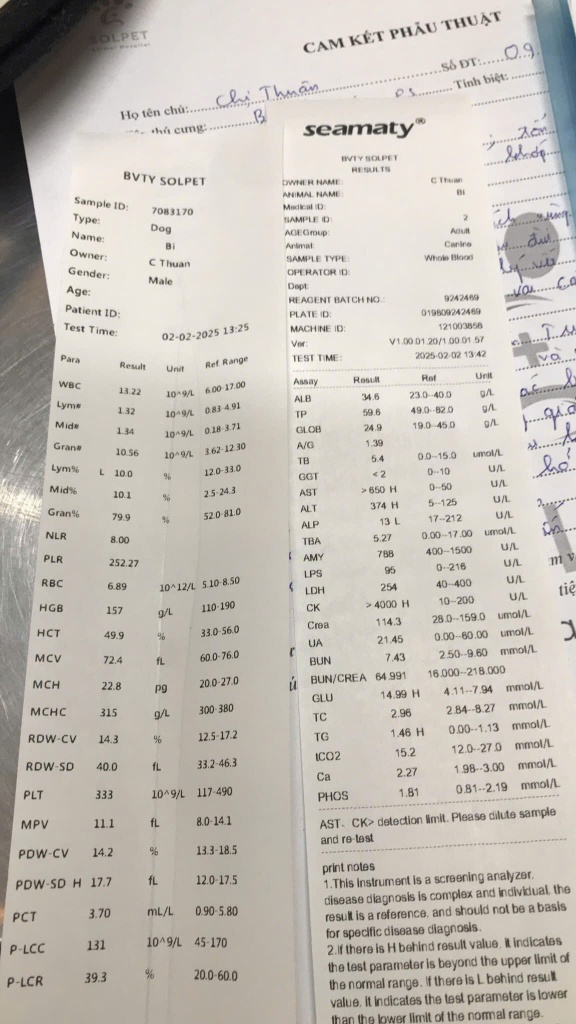 SOLPET
Animal Hospital
CAM KẾT PHẪU THUẬT
Họ tên chủ: Chị Thuân Số ĐT: 09
thú cưng: B Tính biệt:
BVTY SOLPET
Sample ID: 7083170
Type: Dog
Name: Bi
Owner: C Thuan
Gender: Male
Age:
Patient ID:
Test Time: 02-02-2025 13:25
Para Result Unit Ref. Range
WBC 13.22 10^9/L 6.00-17.00
Lym# 1.32 10^9/L 0.83-4.91
Mid# 1.34 10^9/L 0.18-3.71
Gran# 10.56 10^9/L 3.62-12.30
Lym% L 10.0 % 12.0-33.0
Mid% 10.1 % 2.5-24.3
Gran% 79.9 % 52.0-81.0
NLR 8.00
PLR 252.27
RBC 6.89 10^12/L 5.10-8.50
HGB 157 g/L 110-190
HCT 49.9 % 33.0-56.0
MCV 72.4 fL 60.0-76.0
MCH 22.8 pg 20.0-27.0
MCHC 315 g/L 300-380
RDW-CV 14.3 % 12.5-17.2
RDW-SD 40.0 fL 33.2-46.3
PLT 333 10^9/L 117-490
MPV 11.1 fL 8.0-14.1
PDW-CV 14.2 % 13.3-18.5
PDW-SD H 17.7 fL 12.0-17.5
PCT 3.70 mL/L 0.90-5.80
P-LCC 131 10^9/L 45-170
P-LCR 39.3 % 20.0-60.0
seamaty®
BVTY SOLPET
RESULTS
OWNER NAME: C Thuan
ANIMAL NAME: Bi
Medical ID:
SAMPLE ID: 2
AGEGroup: Adult
Animal: Canine
SAMPLE TYPE: Whole Blood
OPERATOR ID:
Dept:
REAGENT BATCH NO.: 9242469
PLATE ID: 019809242469
MACHINE ID: 121003858
Ver: V1.00.01.20/1.00.01.57
TEST TIME: 2025-02-02 13:42
Assay Result Ref Unit
ALB 34.6 23.0--40.0 g/L
TP 59.6 49.0--82.0 g/L
GLOB 24.9 19.0--45.0 g/L
A/G 1.39
TB 5.4 0.0--15.0 umol/L
GGT <2 0--10 U/L
AST >650 H 0--50 U/L
ALT 374 H 5--125 U/L
ALP 13 L 17--212 U/L
TBA 5.27 0.00--17.00 umol/L
AMY 788 400--1500 U/L
LPS 95 0--216 U/L
LDH 254 40--400 U/L
CK >4000 H 10--200 U/L
Crea 114.3 28.0--159.0 umol/L
UA 21.45 0.00--60.00 umol/L
BUN 7.43 2.50--9.60 mmol/L
BUN/CREA 64.991 16.000--218.000
GLU 14.99 H 4.11--7.94 mmol/L
TC 2.96 2.84--8.27 mmol/L
TG 1.46 H 0.00--1.13 mmol/L
tCO2 15.2 12.0--27.0 mmol/L
Ca 2.27 1.98--3.00 mmol/L
PHOS 1.81 0.81--2.19 mmol/L
AST、CK> detection limit. Please dilute sample
and re-test
print notes
1.This instrument is a screening analyzer,
disease diagnosis is complex and individual, the
result is a reference, and should not be a basis
for specific disease diagnosis.
2.If there is H behind result value, It indicates
the test parameter is beyond the upper limit of
the normal range. If there is L behind result
value, It indicates the test parameter is lower
than the lower limit of the normal range.